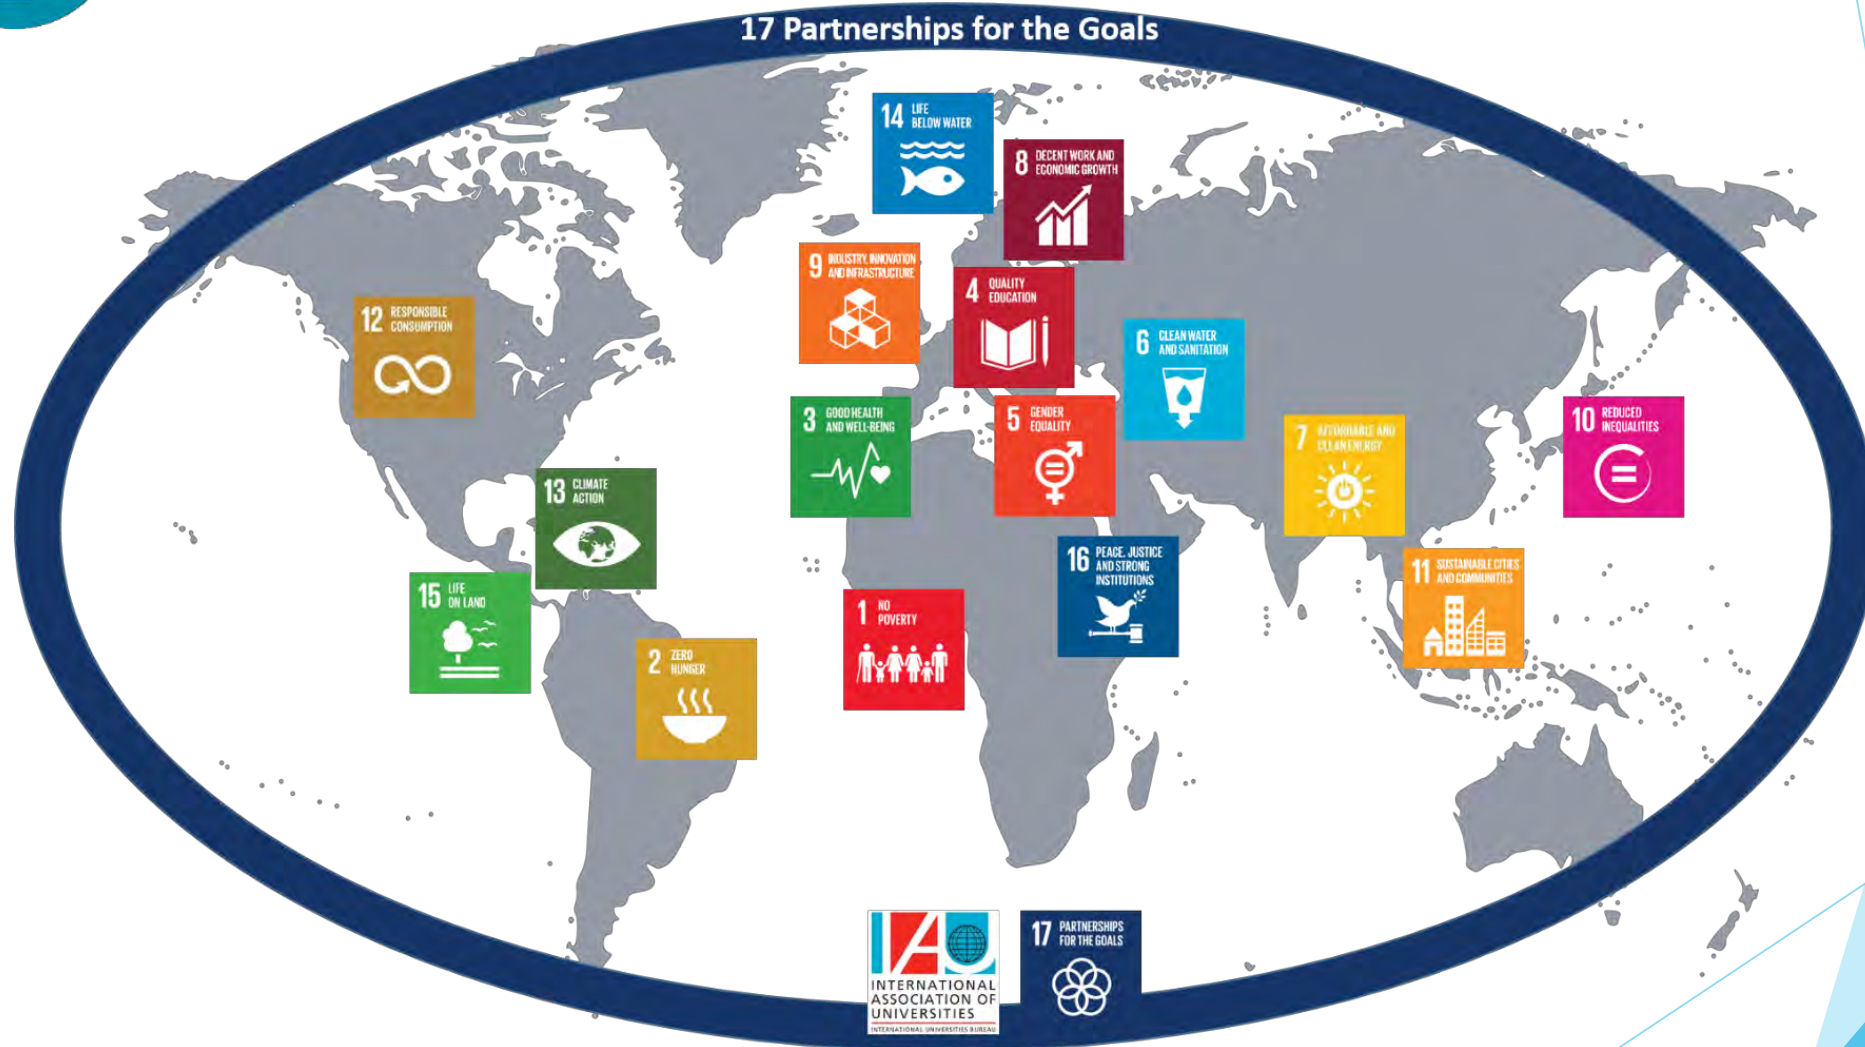 17 Partnerships for the Goals
14 LIFE
BELOW WATER
8 DECENT WORK AND
ECONOMIC GROWTH
9 INDUSTRY, INNOVATION
AND INFRASTRUCTURE
4 QUALITY
EDUCATION
12 RESPONSIBLE
CONSUMPTION
6 CLEAN WATER
AND SANITATION
3 GOOD HEALTH
AND WELL-BEING
5 GENDER
EQUALITY
7 AFFORDABLE AND
CLEAN ENERGY
10 REDUCED
INEQUALITIES
13 CLIMATE
ACTION
16 PEACE, JUSTICE
AND STRONG
INSTITUTIONS
11 SUSTAINABLE CITIES
AND COMMUNITIES
15 LIFE
ON LAND
1 NO
POVERTY
2 ZERO
HUNGER
IAU
INTERNATIONAL
ASSOCIATION OF
UNIVERSITIES
INTERNATIONAL UNIVERSITIES BUREAU
17 PARTNERSHIPS
FOR THE GOALS